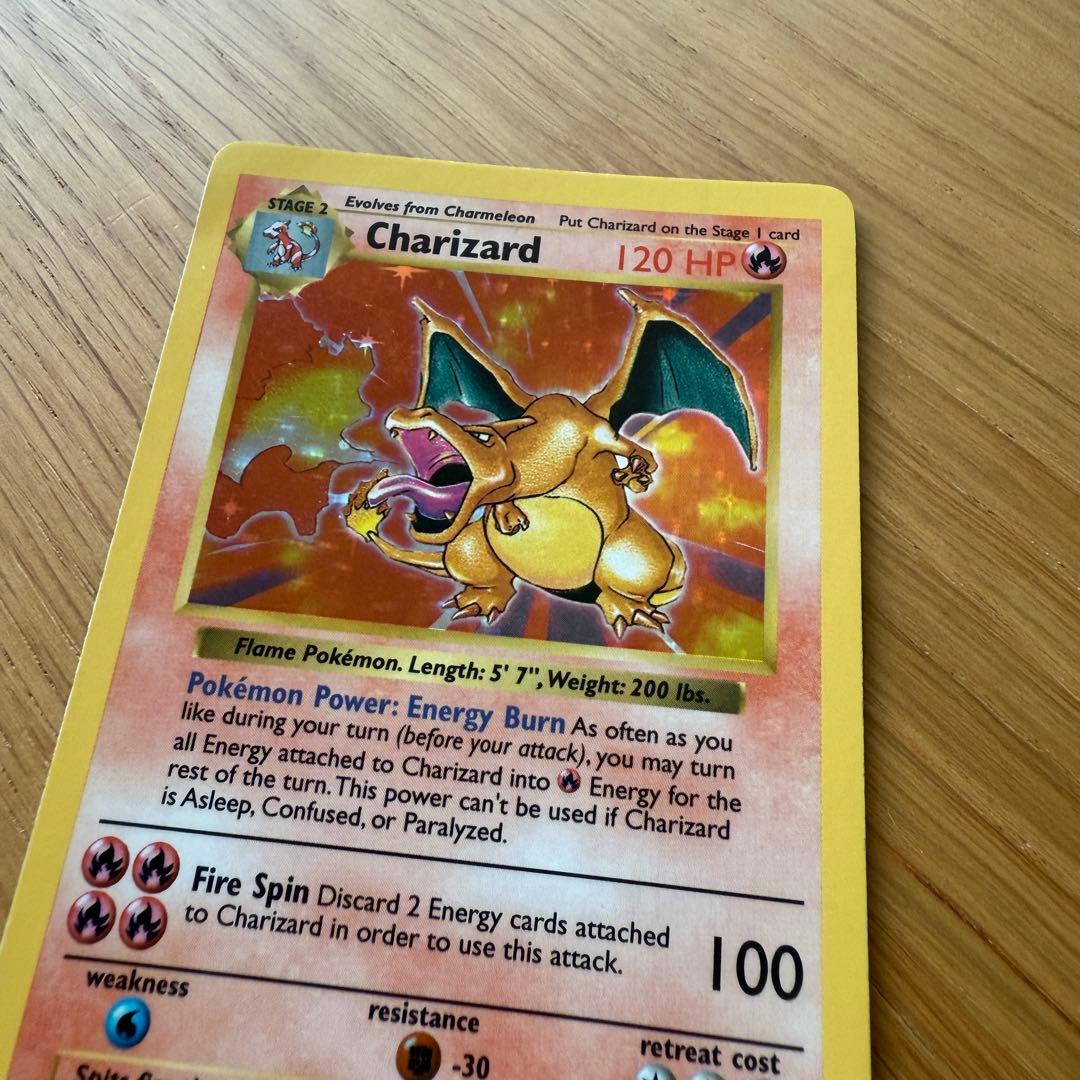 STAGE 2 Evolves from Charmeleon Put Charizard on the Stage 1 card
Charizard 120 HP
Flame Pokémon. Length: 5' 7", Weight: 200 lbs.
Pokémon Power: Energy Burn As often as you
like during your turn (before your attack), you may turn
all Energy attached to Charizard into Energy for the
rest of the turn. This power can't be used if Charizard
is Asleep, Confused, or Paralyzed.
Fire Spin Discard 2 Energy cards attached
to Charizard in order to use this attack.
100
weakness
resistance
-30
retreat cost